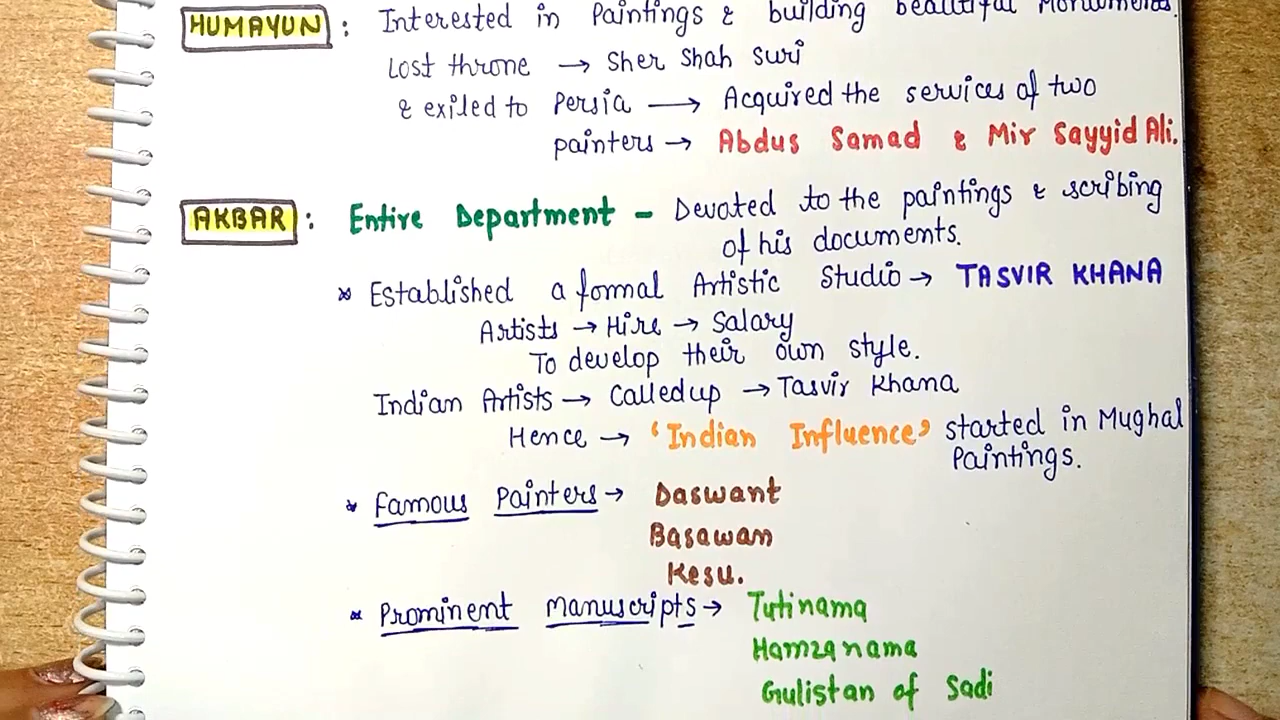 HUMAYUN : Interested in Paintings & building beautiful Monuments.
Lost throne → Sher Shah Suri
& exiled to Persia → Acquired the services of two
painters → Abdus Samad & Mir Sayyid Ali.
AKBAR : Entire Department - Devoted to the paintings & scribing
of his documents.
* Established a formal Artistic Studio → TASVIR KHANA
Artists → Hire → Salary
To develop their own style.
Indian Artists → Called up → Tasvir Khana
Hence → 'Indian Influence' started in Mughal
Paintings.
* Famous Painters → Daswant
Basawan
Kesu.
* Prominent manuscripts → Tutinama
Hamzanama
Gulistan of Sadi